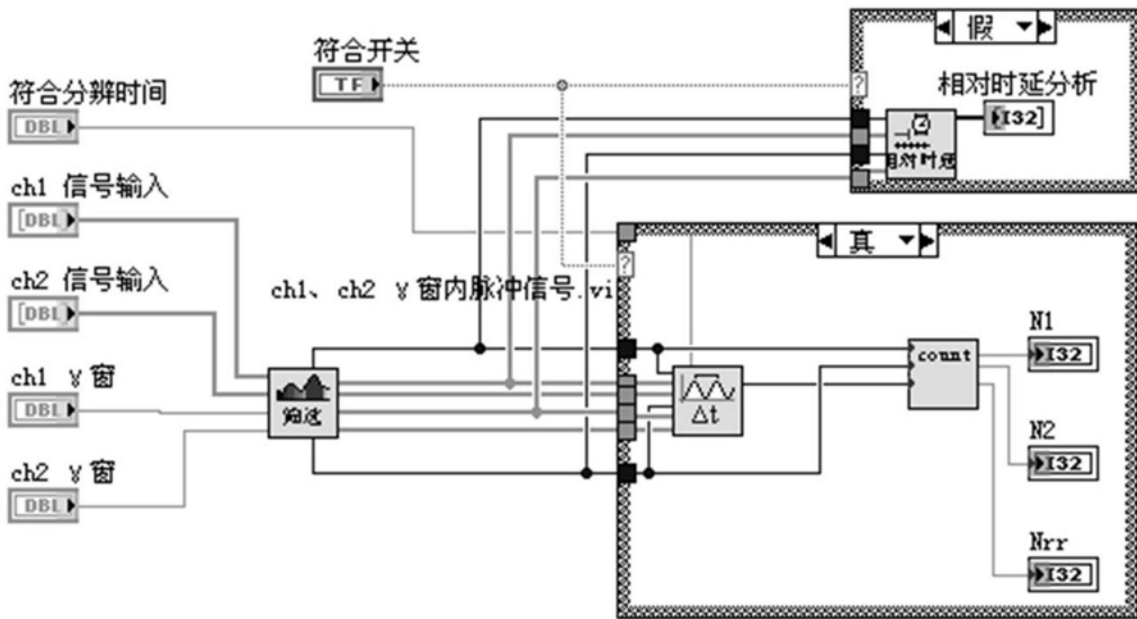 假
符合开关
TF
?
相对时延分析
符合分辨时间
DBL
[I32]
相对时延
ch1 信号输入
[DBL]
真
?
ch2 信号输入
[DBL]
ch1、ch2 γ窗内脉冲信号.vi
N1
I32
count
ch1 γ窗
DBL
筛选
Δt
N2
I32
ch2 γ窗
DBL
Nrr
I32